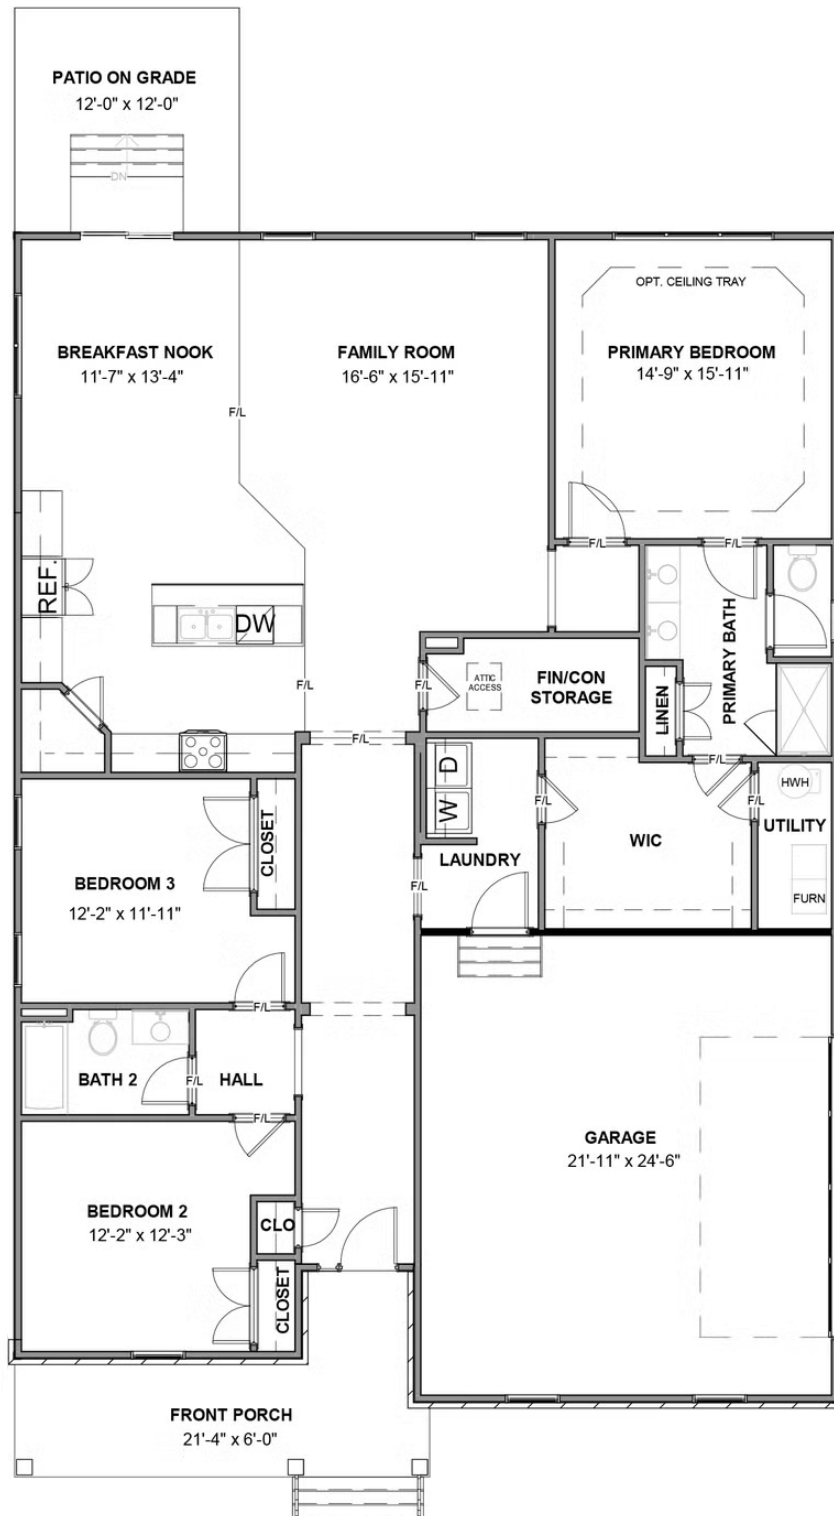 PATIO ON GRADE
12'-0" x 12'-0"
DN
OPT. CEILING TRAY
BREAKFAST NOOK
11'-7" x 13'-4"
FAMILY ROOM
16'-6" x 15'-11"
PRIMARY BEDROOM
14'-9" x 15'-11"
F/L
F/L
F/L
REF.
DW
PRIMARY BATH
F/L
F/L
ATTIC
ACCESS
FIN/CON
STORAGE
LINEN
F/L
D
W
F/L
F/L
HWH
UTILITY
FURN
WIC
LAUNDRY
F/L
CLOSET
BEDROOM 3
12'-2" x 11'-11"
F/L
BATH 2
F/L
HALL
F/L
GARAGE
21'-11" x 24'-6"
BEDROOM 2
12'-2" x 12'-3"
CLO
CLOSET
FRONT PORCH
21'-4" x 6'-0"